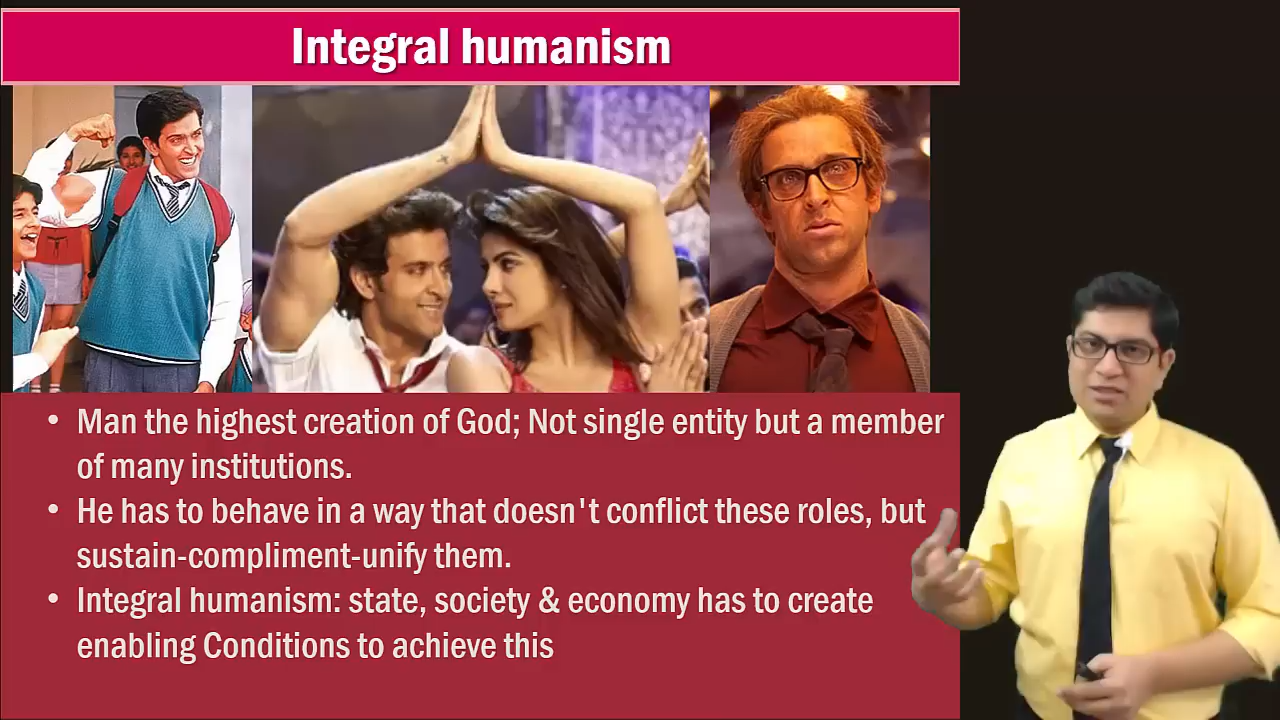 Integral humanism
• Man the highest creation of God; Not single entity but a member
of many institutions.
• He has to behave in a way that doesn't conflict these roles, but
sustain-compliment-unify them.
• Integral humanism: state, society & economy has to create
enabling Conditions to achieve this